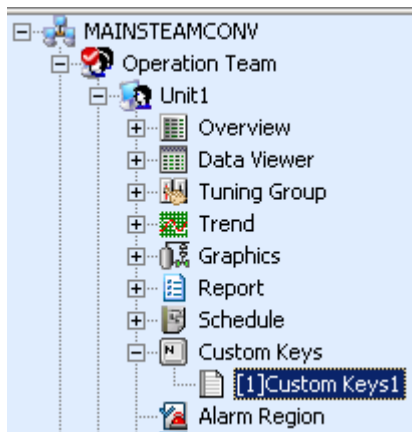 MAINSTEAMCONV
Operation Team
Unit1
Overview
Data Viewer
Tuning Group
Trend
Graphics
Report
Schedule
Custom Keys
[1]Custom Keys1
Alarm Region